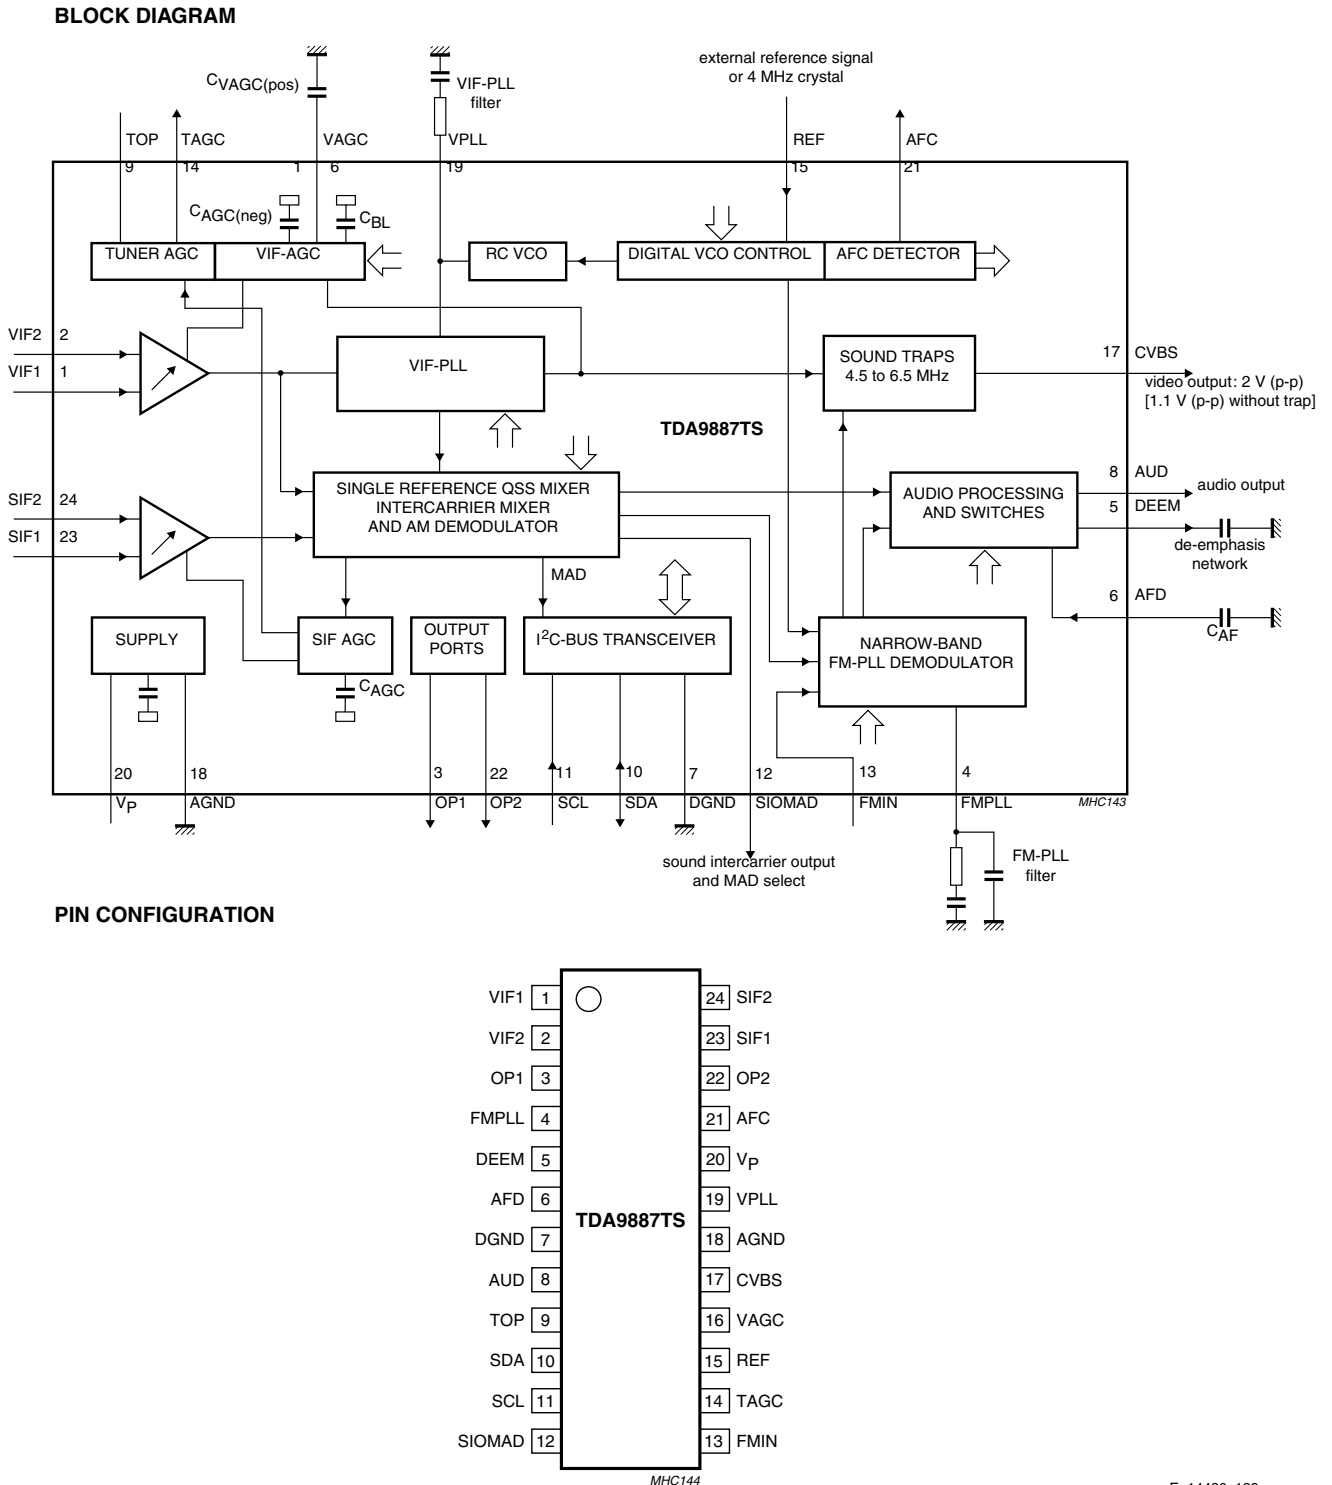 BLOCK DIAGRAM
external reference signal
or 4 MHz crystal
CVAGC(pos)
VIF-PLL
filter
TOP
TAGC
VAGC
VPLL
REF
AFC
9
14
1 6
19
15
21
CAGC(neg)
CBL
TUNER AGC
VIF-AGC
RC VCO
DIGITAL VCO CONTROL
AFC DETECTOR
VIF2 2
VIF1 1
VIF-PLL
SOUND TRAPS
4.5 to 6.5 MHz
17 CVBS
video output: 2 V (p-p)
[1.1 V (p-p) without trap]
TDA9887TS
SIF2 24
SIF1 23
SINGLE REFERENCE QSS MIXER
INTERCARRIER MIXER
AND AM DEMODULATOR
AUDIO PROCESSING
AND SWITCHES
8 AUD
audio output
5 DEEM
de-emphasis
network
MAD
6 AFD
CAF
SUPPLY
SIF AGC
OUTPUT
PORTS
I²C-BUS TRANSCEIVER
NARROW-BAND
FM-PLL DEMODULATOR
CAGC
20
18
3
22
11
10
7
12
13
4
VP
AGND
OP1
OP2
SCL
SDA
DGND
SIOMAD
FMIN
FMPLL
MHC143
sound intercarrier output
and MAD select
FM-PLL
filter
PIN CONFIGURATION
VIF1 1
24 SIF2
VIF2 2
23 SIF1
OP1 3
22 OP2
FMPLL 4
21 AFC
DEEM 5
20 VP
AFD 6
19 VPLL
TDA9887TS
DGND 7
18 AGND
AUD 8
17 CVBS
TOP 9
16 VAGC
SDA 10
15 REF
SCL 11
14 TAGC
SIOMAD 12
13 FMIN
MHC144